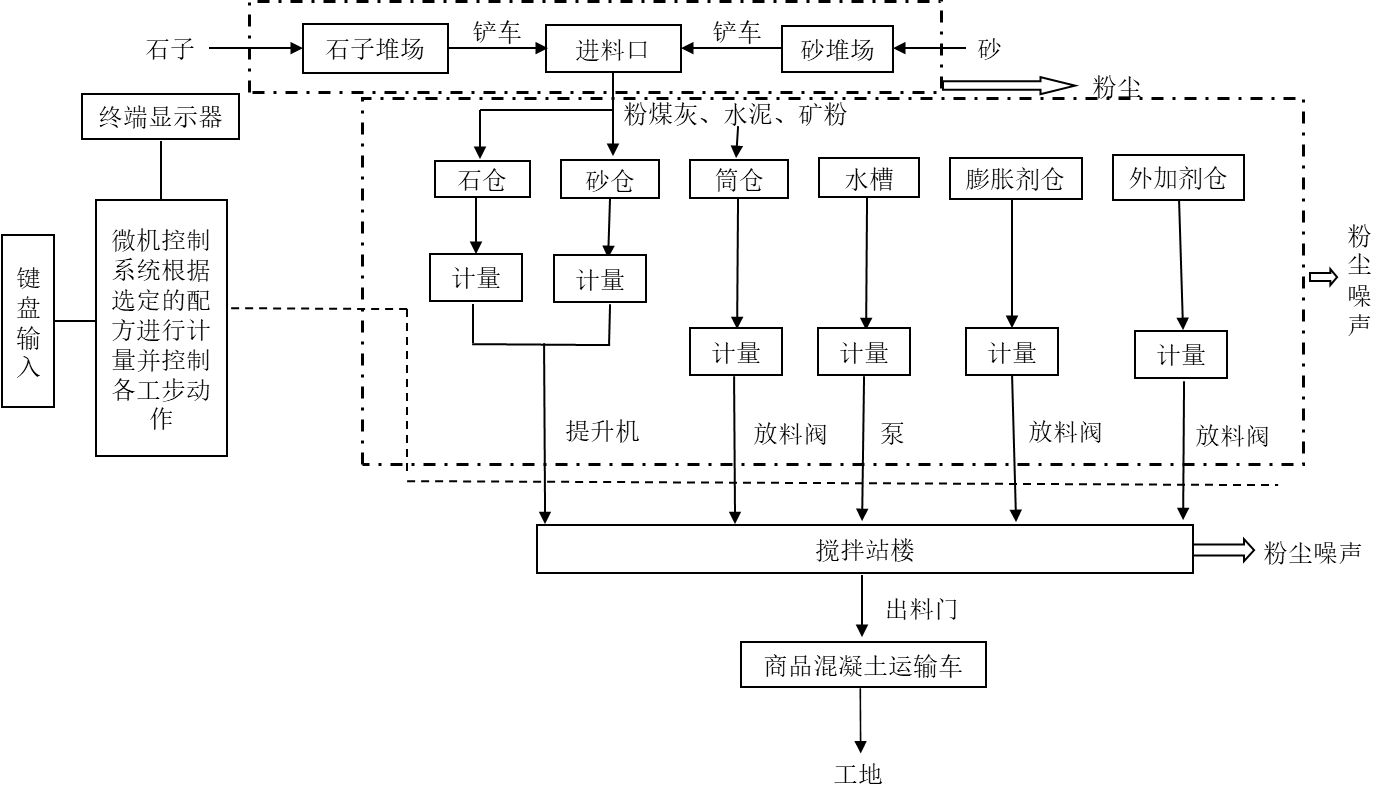 石子
石子堆场
铲车
进料口
铲车
砂堆场
砂
粉尘
终端显示器
粉煤灰、水泥、矿粉
石仓
砂仓
筒仓
水槽
膨胀剂仓
外加剂仓
键
盘
输
入
微机控制
系统根据
选定的配
方进行计
量并控制
各工步动
作
计量
计量
计量
计量
计量
计量
粉
尘
噪
声
提升机
放料阀
泵
放料阀
放料阀
搅拌站楼
粉尘噪声
出料门
商品混凝土运输车
工地